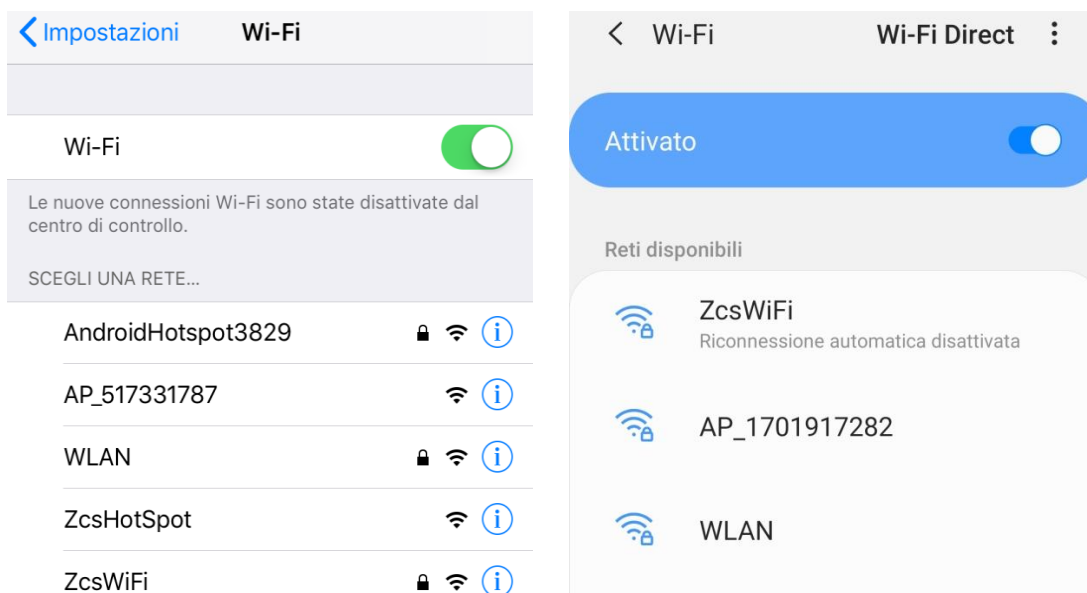 Impostazioni Wi-Fi
Wi-Fi
Le nuove connessioni Wi-Fi sono state disattivate dal
centro di controllo.
SCEGLI UNA RETE...
AndroidHotspot3829
AP_517331787
WLAN
ZcsHotSpot
ZcsWiFi
Wi-Fi Wi-Fi Direct
Attivato
Reti disponibili
ZcsWiFi
Riconnessione automatica disattivata
AP_1701917282
WLAN